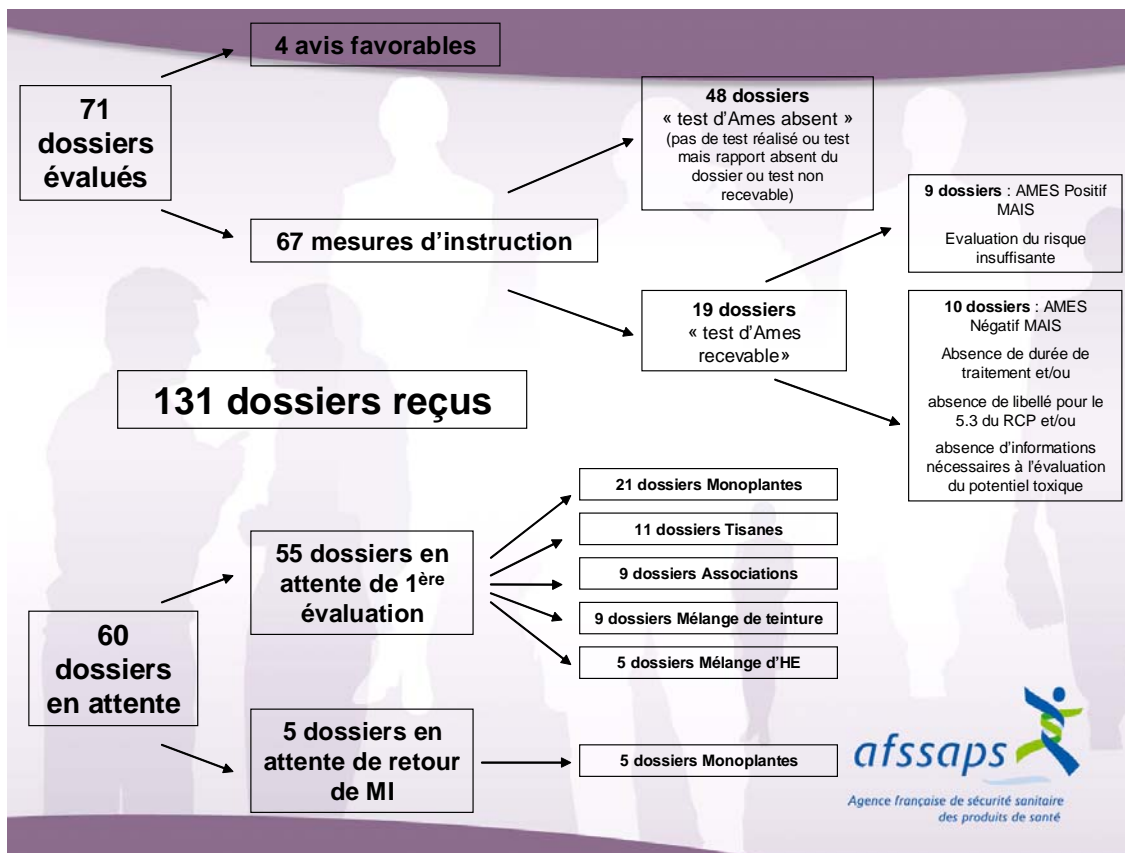 4 avis favorables
71
dossiers
évalués
67 mesures d’instruction
48 dossiers
« test d’Ames absent »
(pas de test réalisé ou test
mais rapport absent du
dossier ou test non
recevable)
19 dossiers
« test d’Ames
recevable»
9 dossiers : AMES Positif
MAIS
Evaluation du risque
insuffisante
10 dossiers : AMES
Négatif MAIS
Absence de durée de
traitement et/ou
absence de libellé pour le
5.3 du RCP et/ou
absence d’informations
nécessaires à l’évaluation
du potentiel toxique
131 dossiers reçus
60
dossiers
en attente
55 dossiers en
attente de 1ère
évaluation
21 dossiers Monoplantes
11 dossiers Tisanes
9 dossiers Associations
9 dossiers Mélange de teinture
5 dossiers Mélange d’HE
5 dossiers en
attente de retour
de MI
5 dossiers Monoplantes
afssaps
Agence française de sécurité sanitaire
des produits de santé